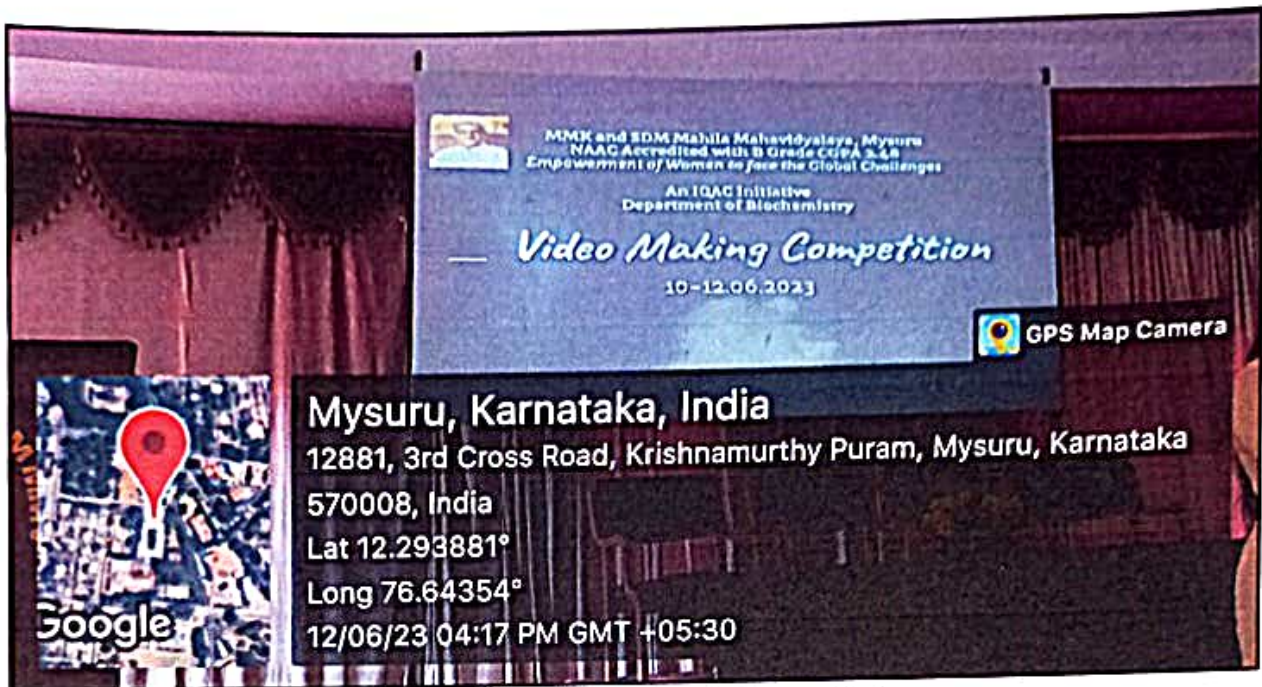 MMK and SDM Mahila Mahavidyalaya, Mysuru
NAAC Accredited with B Grade CGPA 2.48
Empowerment of Women to face the Global Challenges
An IQAC Initiative
Department of Biochemistry
Video Making Competition
10-12.06.2023
GPS Map Camera
Mysuru, Karnataka, India
12881, 3rd Cross Road, Krishnamurthy Puram, Mysuru, Karnataka
570008, India
Lat 12.293881°
Long 76.64354°
12/06/23 04:17 PM GMT +05:30
Google